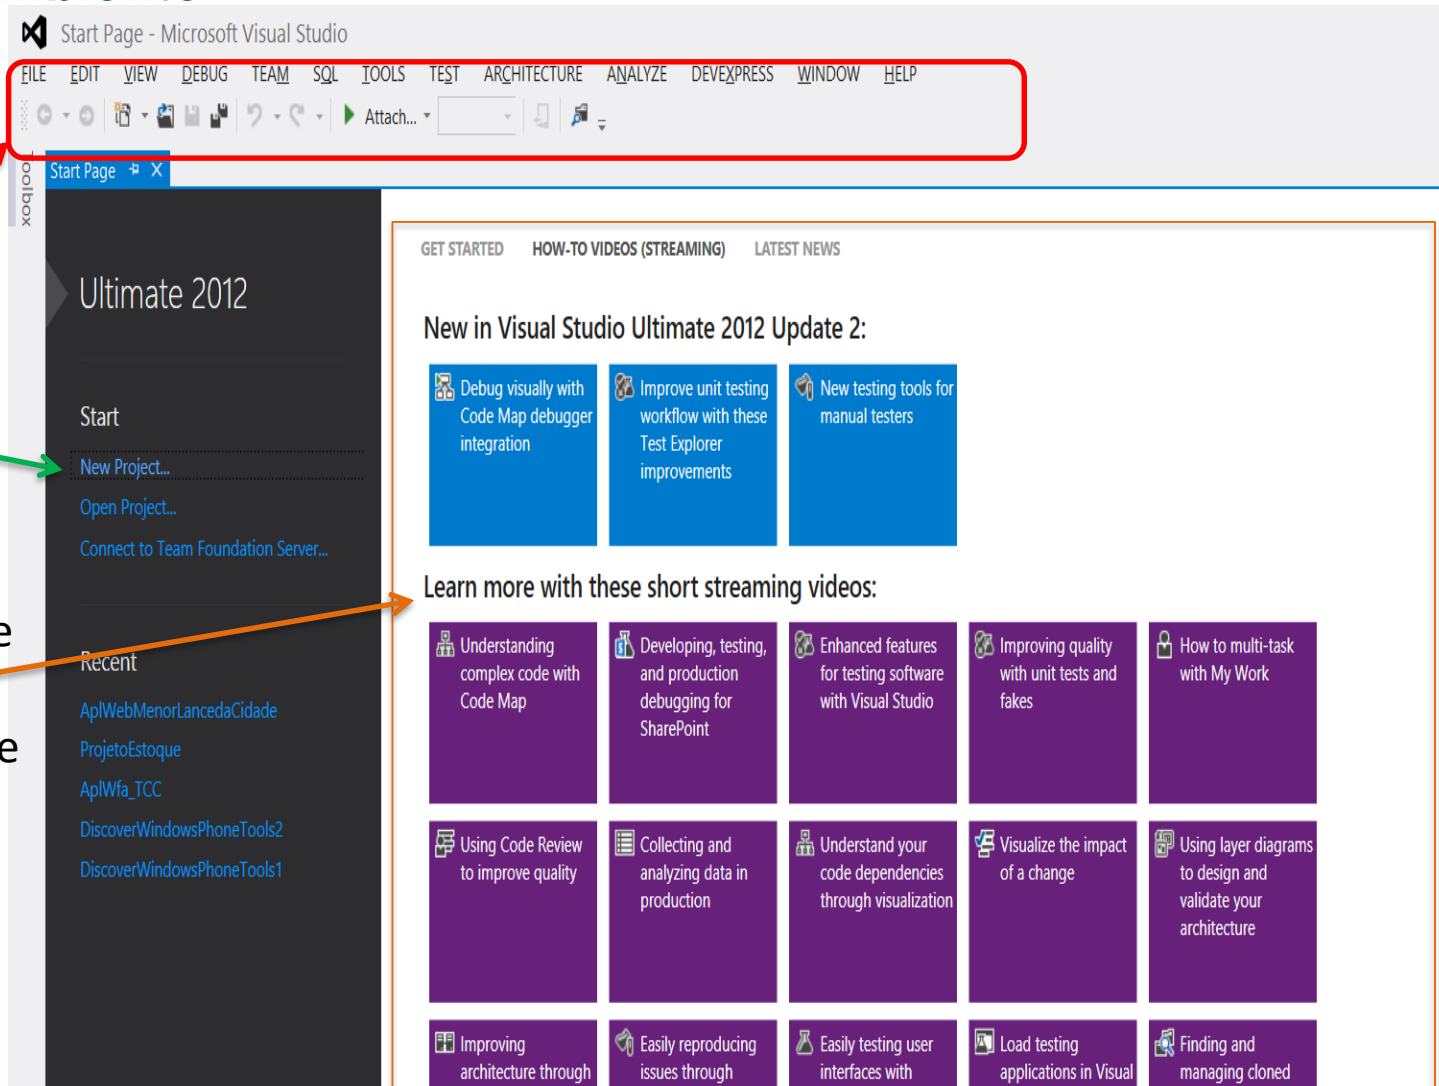 Start Page - Microsoft Visual Studio
FILE EDIT VIEW DEBUG TEAM SQL TOOLS TEST ARCHITECTURE ANALYZE DEVEXPRESS WINDOW HELP
Attach...
Toolbox
Start Page
GET STARTED HOW-TO VIDEOS (STREAMING) LATEST NEWS
Ultimate 2012
Start
New Project...
Open Project...
Connect to Team Foundation Server...
e
Recent
e
AplWebMenorLancedaCidade
ProjetoEstoque
AplWfa_TCC
DiscoverWindowsPhoneTools2
DiscoverWindowsPhoneTools1
New in Visual Studio Ultimate 2012 Update 2:
Debug visually with
Code Map debugger
integration
Improve unit testing
workflow with these
Test Explorer
improvements
New testing tools for
manual testers
Learn more with these short streaming videos:
Understanding
complex code with
Code Map
Developing, testing,
and production
debugging for
SharePoint
Enhanced features
for testing software
with Visual Studio
Improving quality
with unit tests and
fakes
How to multi-task
with My Work
Using Code Review
to improve quality
Collecting and
analyzing data in
production
Understand your
code dependencies
through visualization
Visualize the impact
of a change
Using layer diagrams
to design and
validate your
architecture
Improving
architecture through
Easily reproducing
issues through
Easily testing user
interfaces with
Load testing
applications in Visual
Finding and
managing cloned